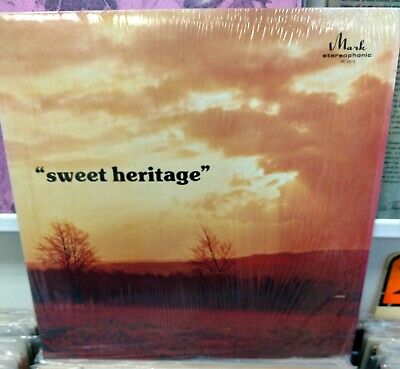 Mark
stereophonic
"sweet heritage"